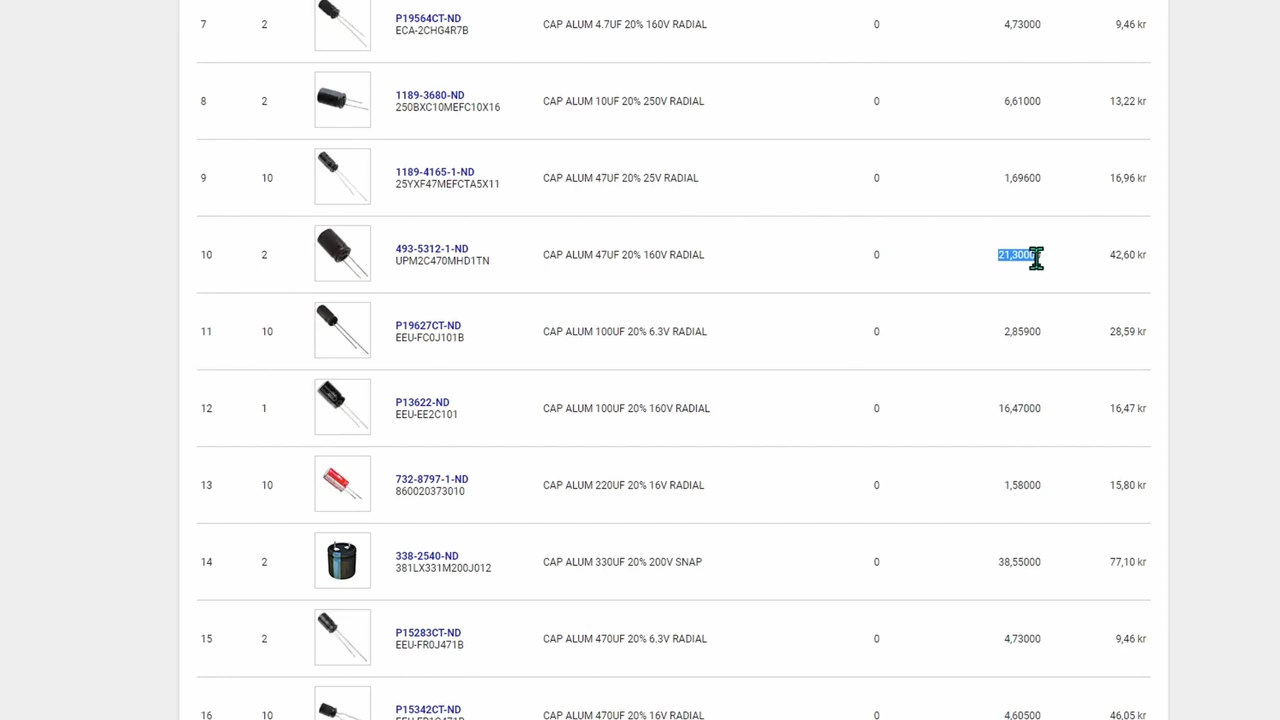 7 2 P19564CT-ND CAP ALUM 4.7UF 20% 160V RADIAL 0 4,73000 9,46 kr
ECA-2CHG4R7B
8 2 1189-3680-ND CAP ALUM 10UF 20% 250V RADIAL 0 6,61000 13,22 kr
250BXC10MEFC10X16
9 10 1189-4165-1-ND CAP ALUM 47UF 20% 25V RADIAL 0 1,69600 16,96 kr
25YXF47MEFCTA5X11
10 2 493-5312-1-ND CAP ALUM 47UF 20% 160V RADIAL 0 21,30000 42,60 kr
UPM2C470MHD1TN
11 10 P19627CT-ND CAP ALUM 100UF 20% 6.3V RADIAL 0 2,85900 28,59 kr
EEU-FC0J101B
12 1 P13622-ND CAP ALUM 100UF 20% 160V RADIAL 0 16,47000 16,47 kr
EEU-EE2C101
13 10 732-8797-1-ND CAP ALUM 220UF 20% 16V RADIAL 0 1,58000 15,80 kr
860020373010
14 2 338-2540-ND CAP ALUM 330UF 20% 200V SNAP 0 38,55000 77,10 kr
381LX331M200J012
15 2 P15283CT-ND CAP ALUM 470UF 20% 6.3V RADIAL 0 4,73000 9,46 kr
EEU-FR0J471B
16 10 P15342CT-ND CAP ALUM 470UF 20% 16V RADIAL 0 4,60500 46,05 kr